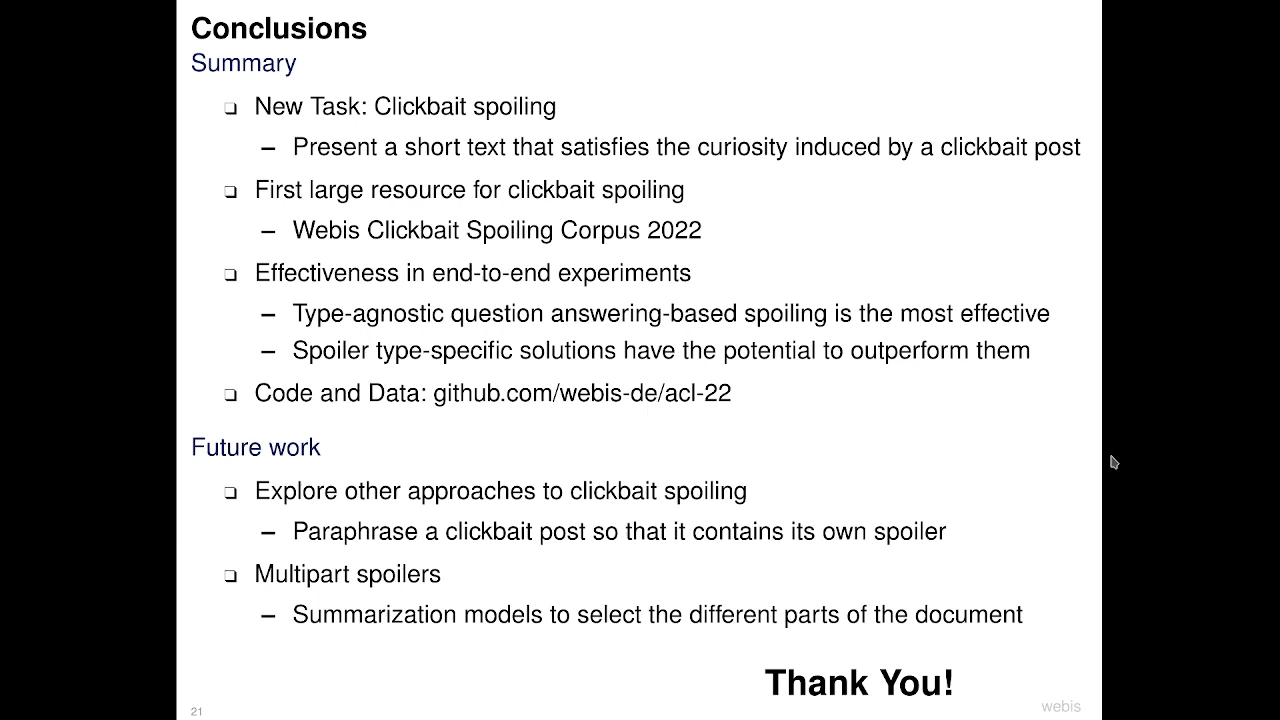 Conclusions
Summary
❏ New Task: Clickbait spoiling
– Present a short text that satisfies the curiosity induced by a clickbait post
❏ First large resource for clickbait spoiling
– Webis Clickbait Spoiling Corpus 2022
❏ Effectiveness in end-to-end experiments
– Type-agnostic question answering-based spoiling is the most effective
– Spoiler type-specific solutions have the potential to outperform them
❏ Code and Data: github.com/webis-de/acl-22
Future work
❏ Explore other approaches to clickbait spoiling
– Paraphrase a clickbait post so that it contains its own spoiler
❏ Multipart spoilers
– Summarization models to select the different parts of the document
Thank You!
21
webis